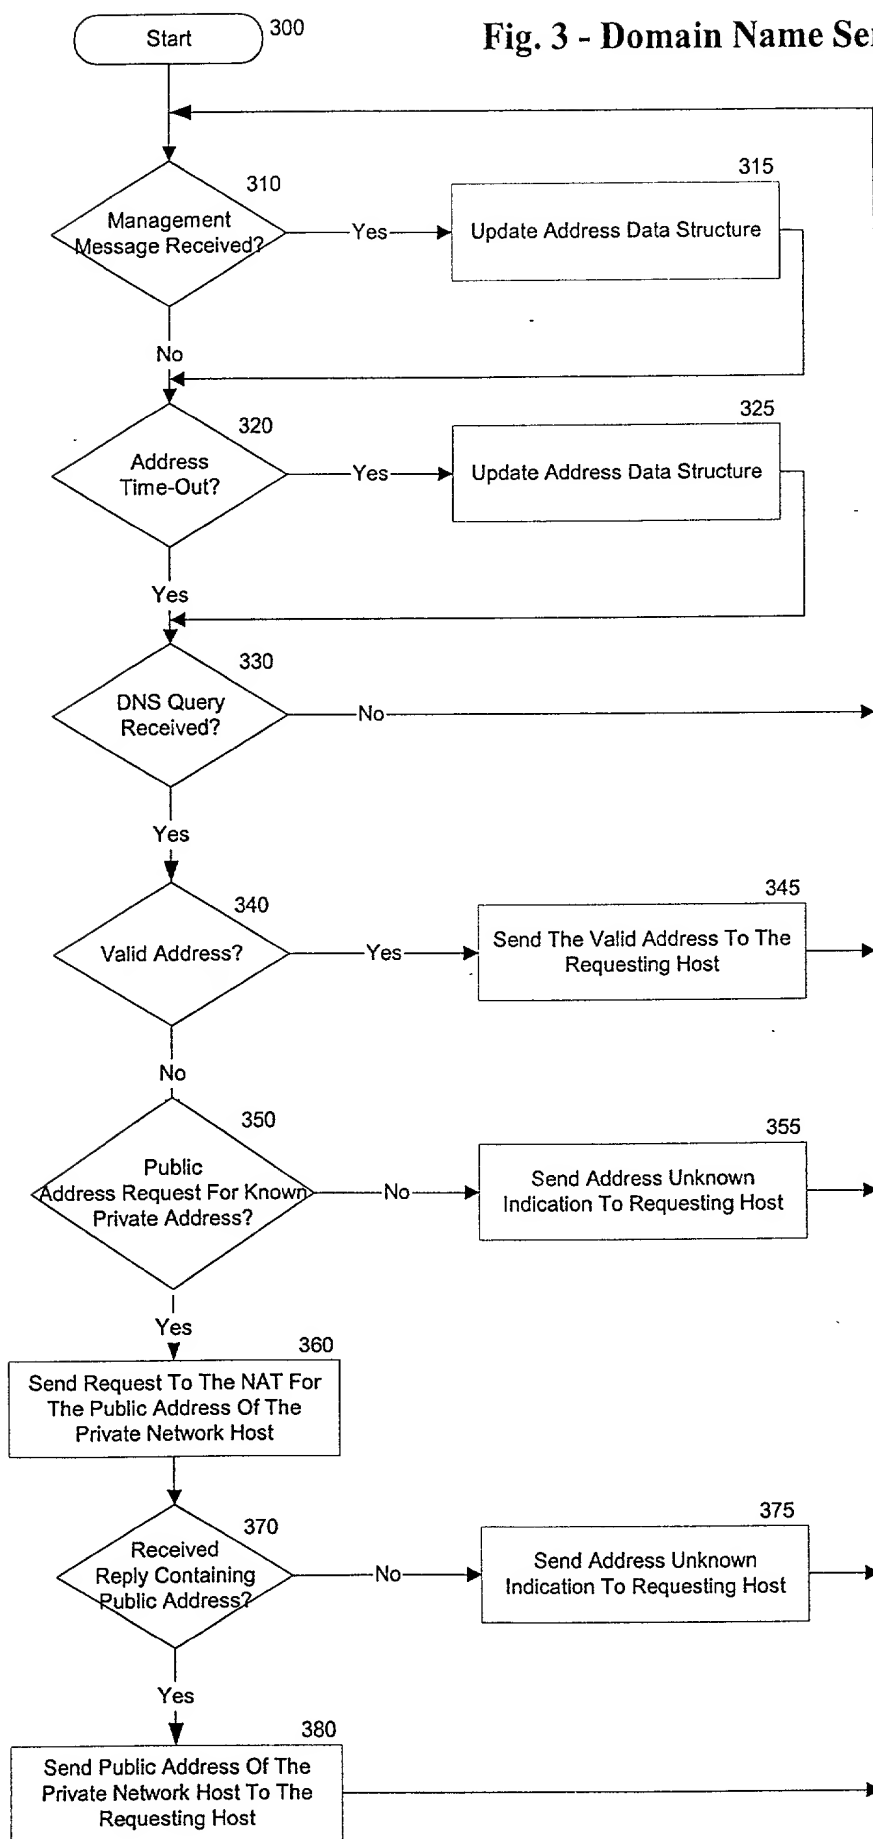 Start
300
Fig. 3 - Domain Name
310
Management
Message Received?
Yes
315
Update Address Data Structure
No
320
Address
Time-Out?
Yes
325
Update Address Data Structure
Yes
330
DNS Query
Received?
No
Yes
340
Valid Address?
Yes
345
Send The Valid Address To The
Requesting Host
No
350
Public
Address Request For Known
Private Address?
No
355
Send Address Unknown
Indication To Requesting Host
Yes
360
Send Request To The NAT For
The Public Address Of The
Private Network Host
370
Received
Reply Containing
Public Address?
No
375
Send Address Unknown
Indication To Requesting Host
Yes
380
Send Public Address Of The
Private Network Host To The
Requesting Host